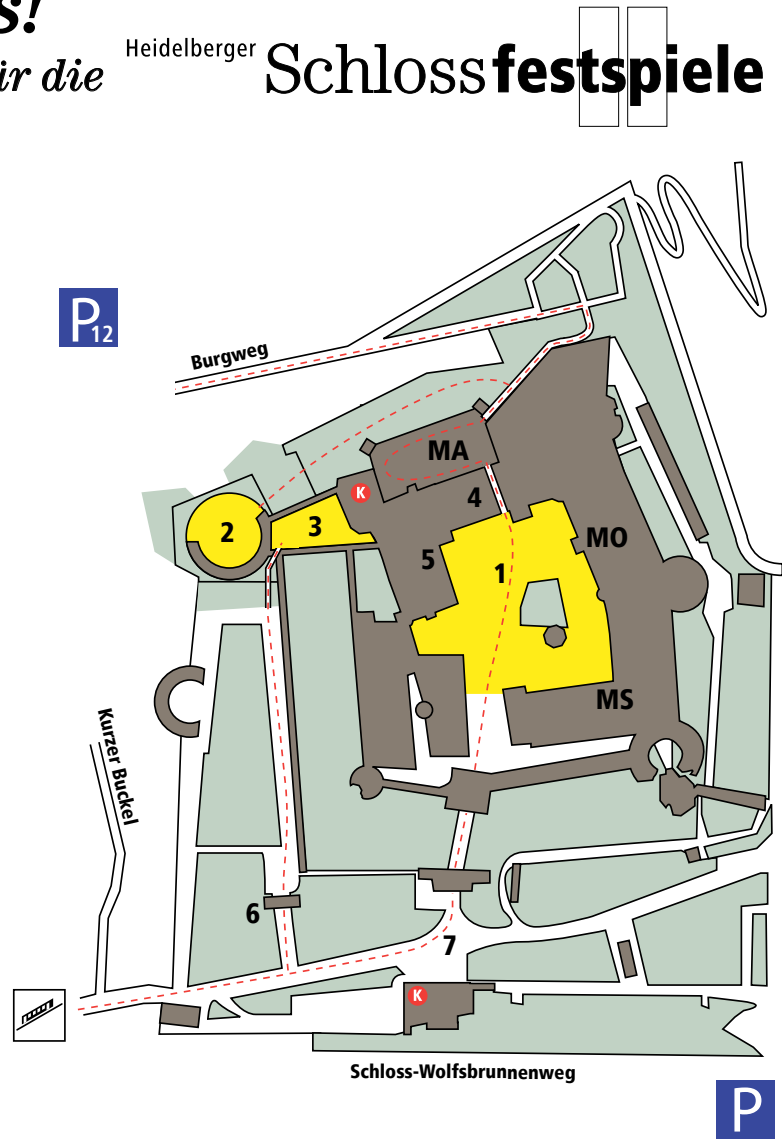 S!
ür die
Heidelberger Schlossfestspiele
P12
Burgweg
MA
K
4
2
3
MO
5
1
MS
Kurzer Buckel
6
7
K
Schloss-Wolfsbrunnenweg
P